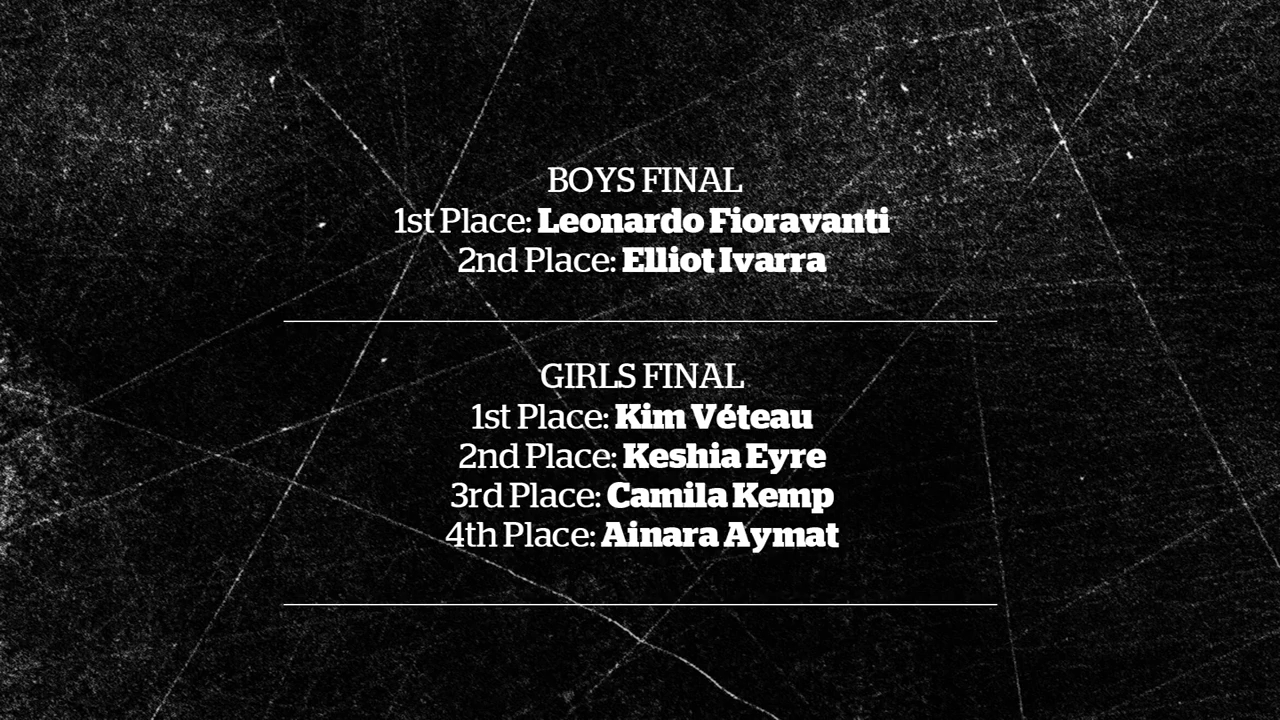 BOYS FINAL
1st Place: Leonardo Fioravanti
2nd Place: Elliot Ivarra
GIRLS FINAL
1st Place: Kim Véteau
2nd Place: Keshia Eyre
3rd Place: Camila Kemp
4th Place: Ainara Aymat